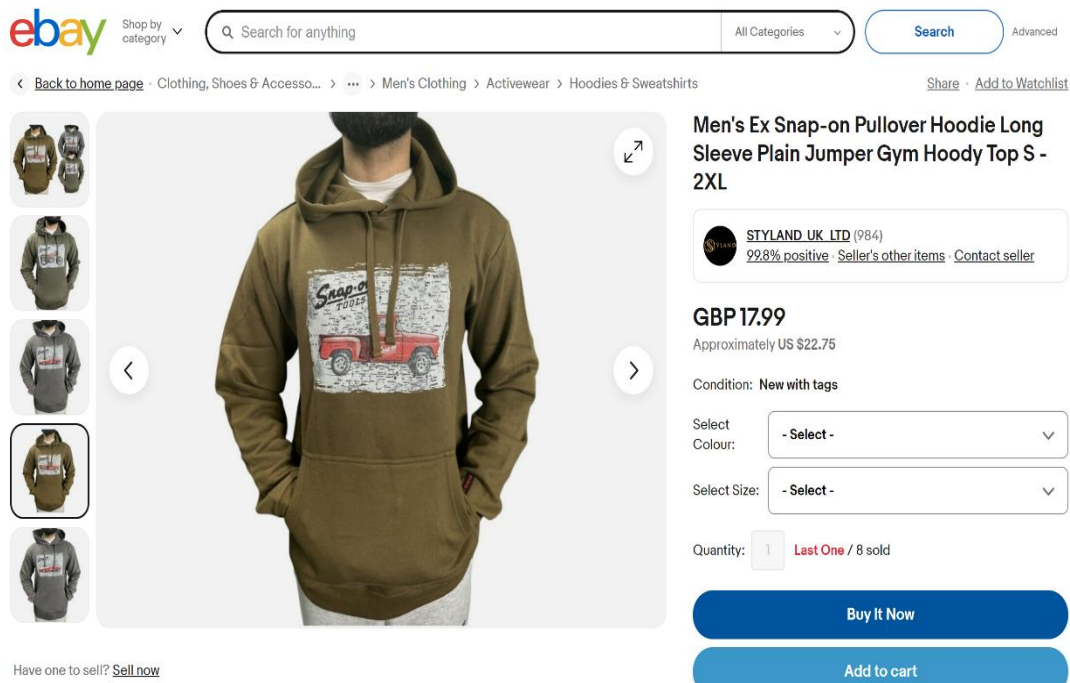 ebay
Shop by
category
Search for anything
All Categories
Search
Advanced
Back to home page · Clothing, Shoes & Accesso... > ··· > Men's Clothing > Activewear > Hoodies & Sweatshirts
Share · Add to Watchlist
Men's Ex Snap-on Pullover Hoodie Long
Sleeve Plain Jumper Gym Hoody Top S -
2XL
STYLAND
STYLAND_UK_LTD (984)
99.8% positive · Seller's other items · Contact seller
Snap-on
TOOLS
GBP 17.99
Approximately US $22.75
Condition: New with tags
Select
Colour:
- Select -
Select Size:
- Select -
Quantity:
1
Last One / 8 sold
Buy It Now
Add to cart
Have one to sell? Sell now